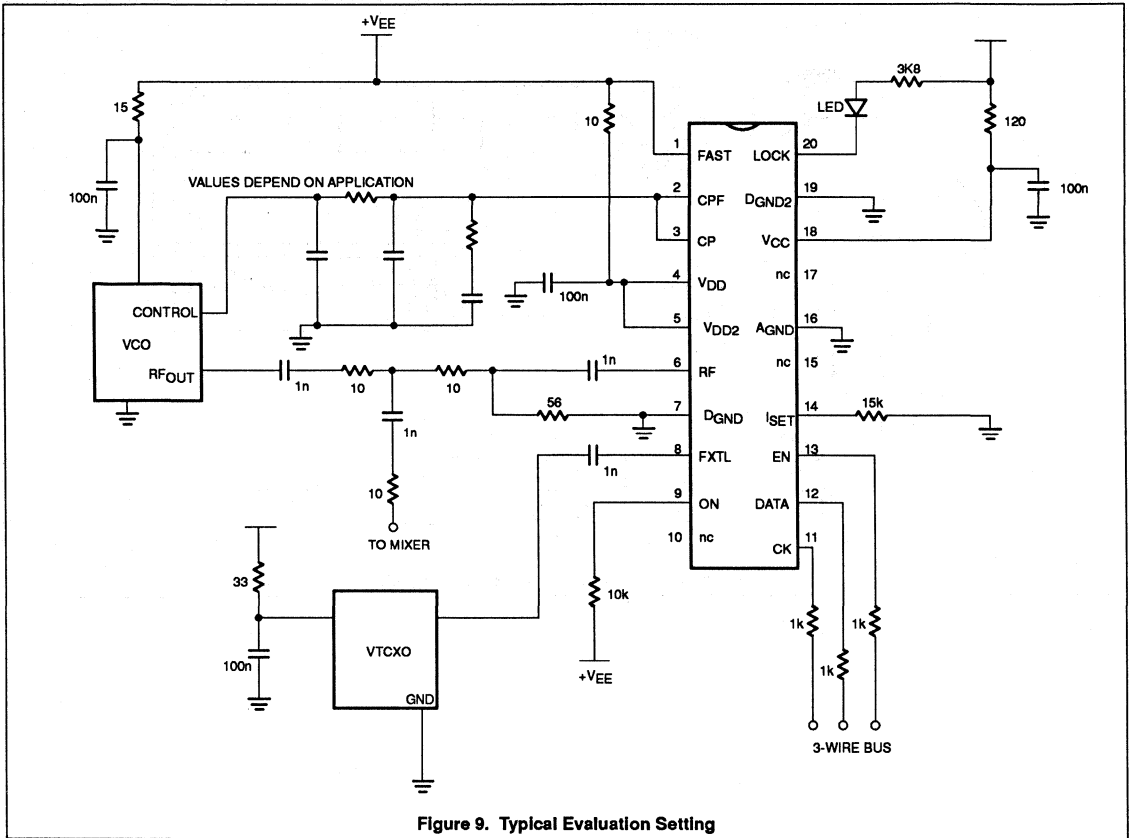 +VEE
15
100n
VALUES DEPEND ON APPLICATION
10
3K8
LED
120
100n
1 FAST LOCK 20
2 CPF DGND2 19
3 CP VCC 18
4 VDD nc 17
5 VDD2 AGND 16
6 RF nc 15
7 DGND ISET 14
8 FXTL EN 13
9 ON DATA 12
10 nc CK 11
100n
CONTROL
VCO
RFOUT
1n
10
10
1n
56
1n
10
TO MIXER
1n
15k
33
100n
VTCXO
GND
10k
+VEE
1k
1k
1k
3-WIRE BUS
Figure 9. Typical Evaluation Setting